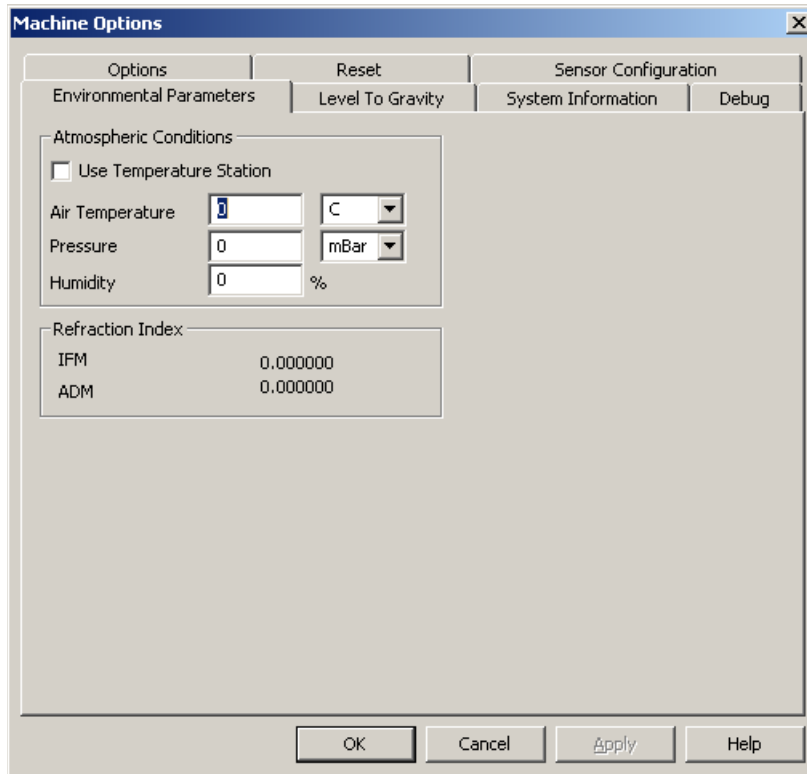 Machine Options
Options Reset Sensor Configuration
Environmental Parameters Level To Gravity System Information Debug
Atmospheric Conditions
Use Temperature Station
Air Temperature 0 C
Pressure 0 mBar
Humidity 0 %
Refraction Index
IFM 0.000000
ADM 0.000000
OK Cancel Apply Help